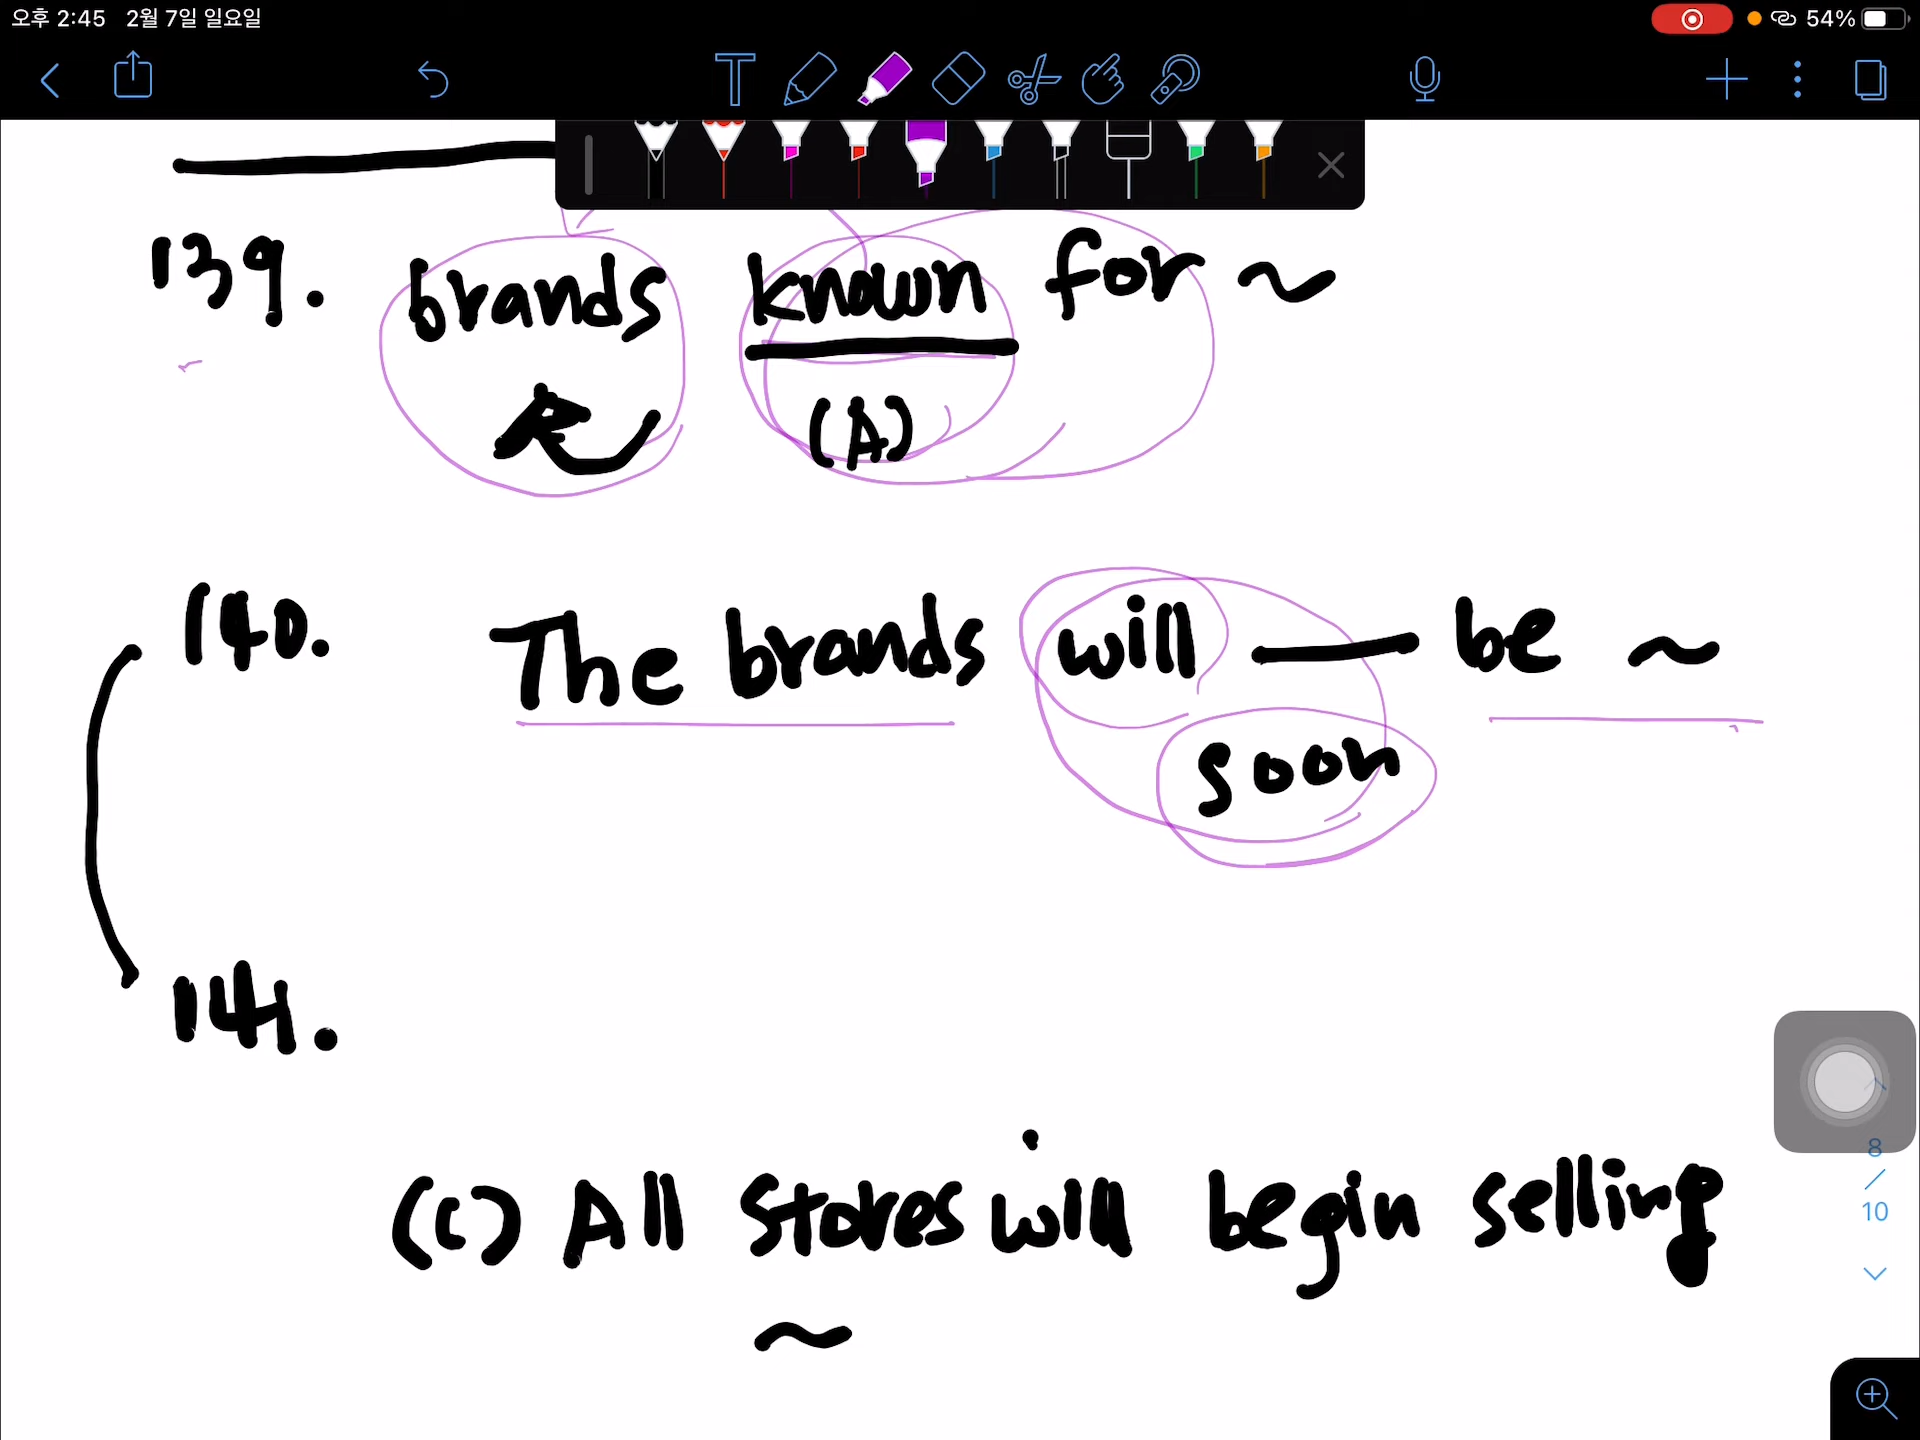 오후 2:45 2월 7일 일요일
54%
139. brands known for ~
(A)
140. The brands will — be ~
soon
141.
8
/
10
(C) All stores will begin selling
~